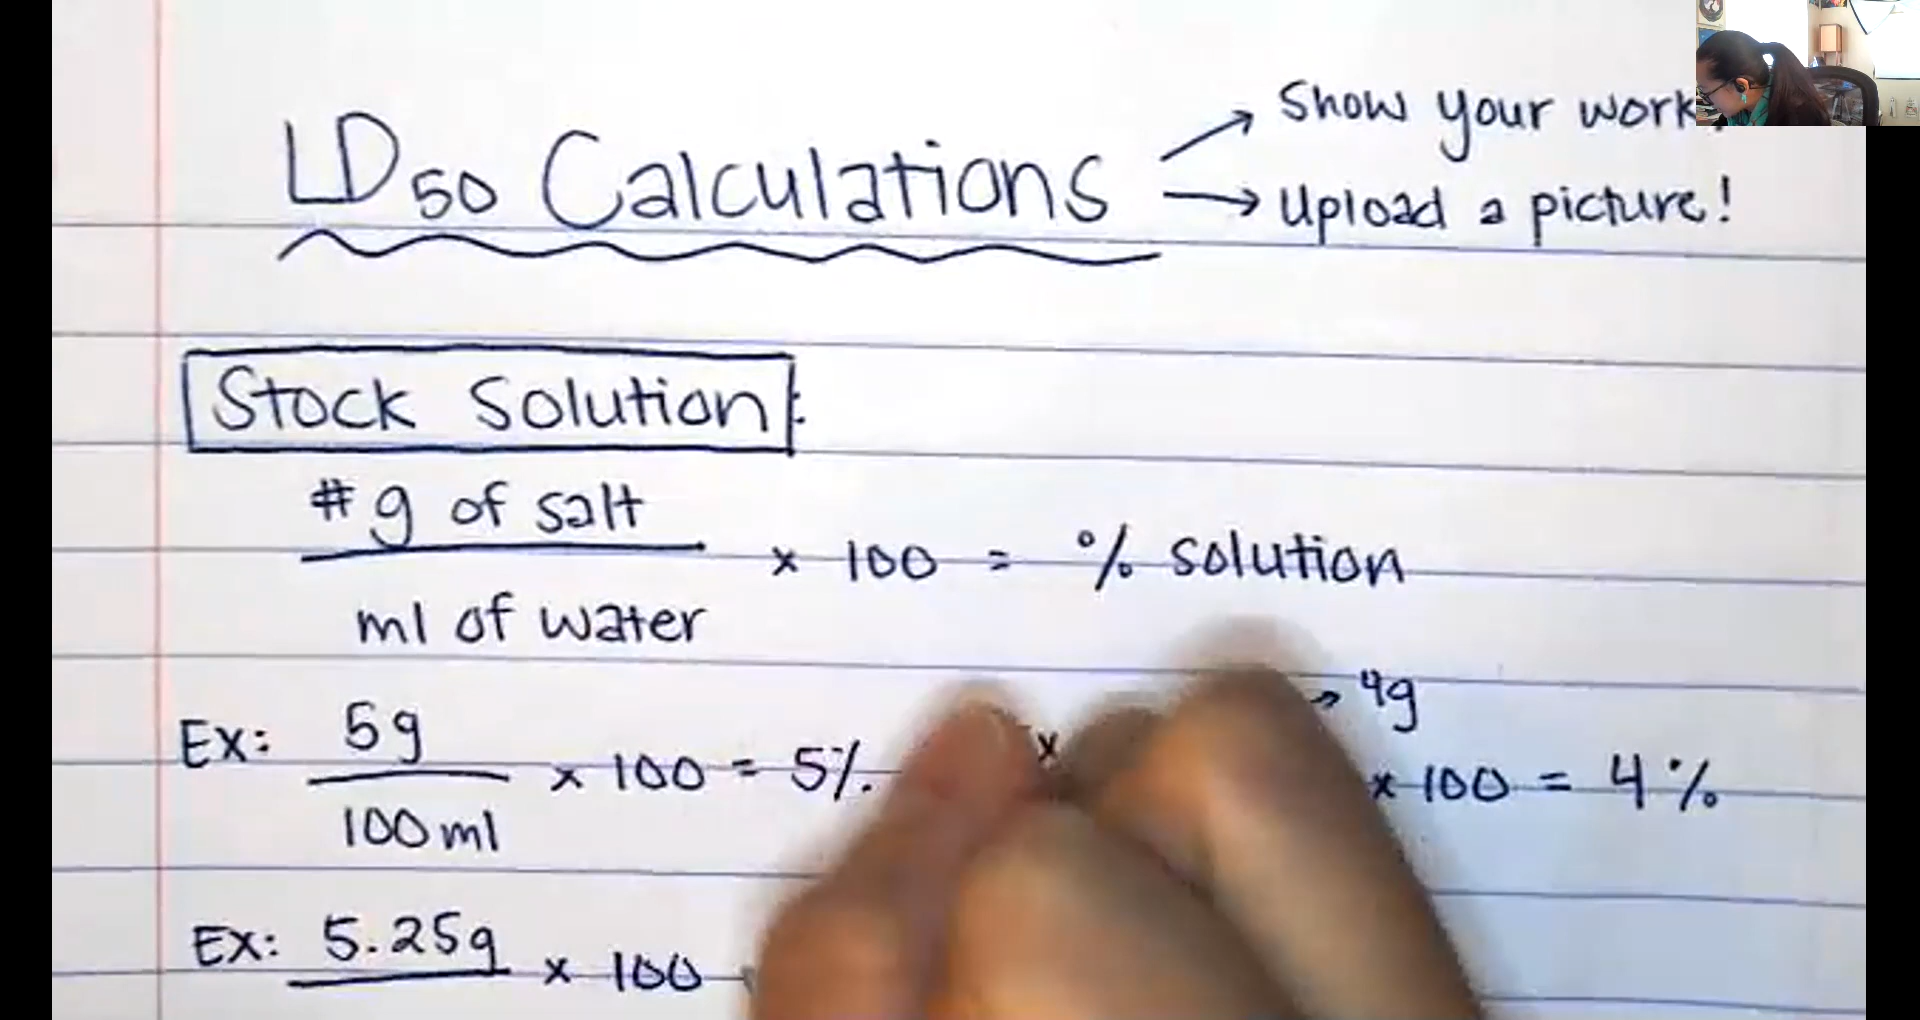 LD50 Calculations
→ Show your work
→ Upload a picture!
Stock Solution:
# g of salt
ml of water
x 100 = % solution
Ex: 5g
100 ml
x 100 = 5%
x
→ 4g
x 100 = 4%
Ex: 5.25g
x 100